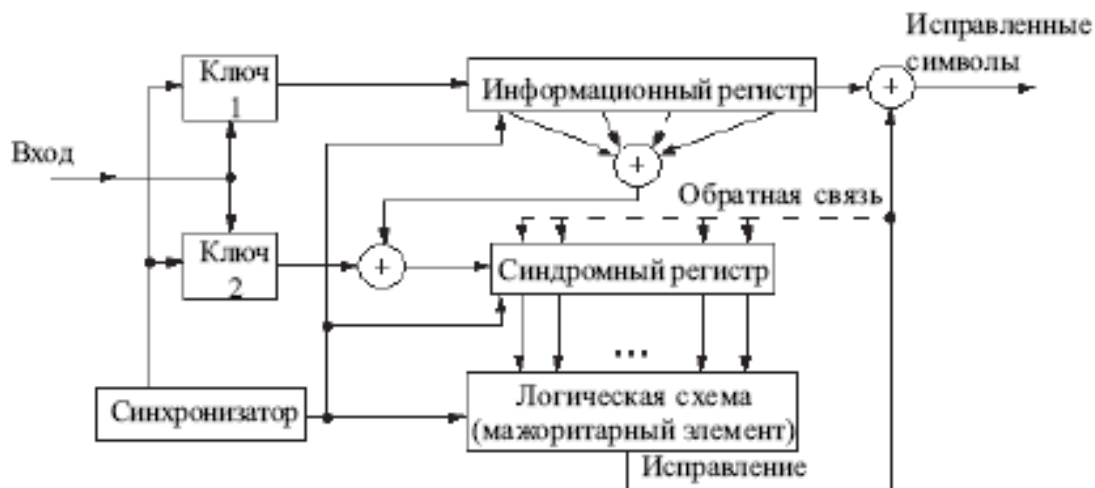 Исправленные
символы
Ключ
1
Информационный регистр
+
Вход
+
Обратная связь
Ключ
2
+
Синдромный регистр
...
Синхронизатор
Логическая схема
(мажоритарный элемент)
Исправление